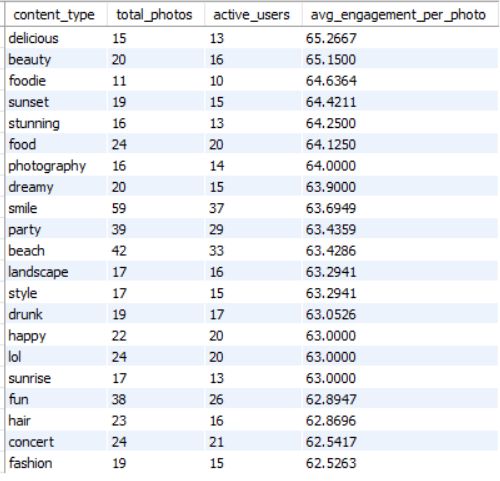 content_type total_photos active_users avg_engagement_per_photo
delicious 15 13 65.2667
beauty 20 16 65.1500
foodie 11 10 64.6364
sunset 19 15 64.4211
stunning 16 13 64.2500
food 24 20 64.1250
photography 16 14 64.0000
dreamy 20 15 63.9000
smile 59 37 63.6949
party 39 29 63.4359
beach 42 33 63.4286
landscape 17 16 63.2941
style 17 15 63.2941
drunk 19 17 63.0526
happy 22 20 63.0000
lol 24 20 63.0000
sunrise 17 13 63.0000
fun 38 26 62.8947
hair 23 16 62.8696
concert 24 21 62.5417
fashion 19 15 62.5263